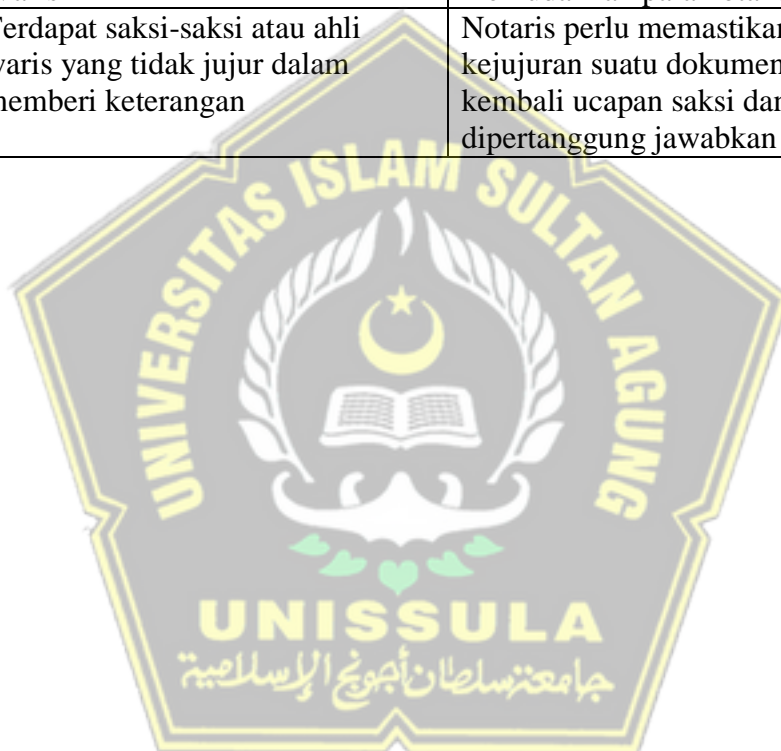 Terdapat saksi-saksi atau ahli
waris yang tidak jujur dalam
memberi keterangan
Notaris perlu memastikan
kejujuran suatu dokumen
kembali ucapan saksi dan
dipertanggung jawabkan
UNIVERSITAS ISLAM SULTAN AGUNG
UNISSULA
جامعة سلطان أجونج الإسلامية